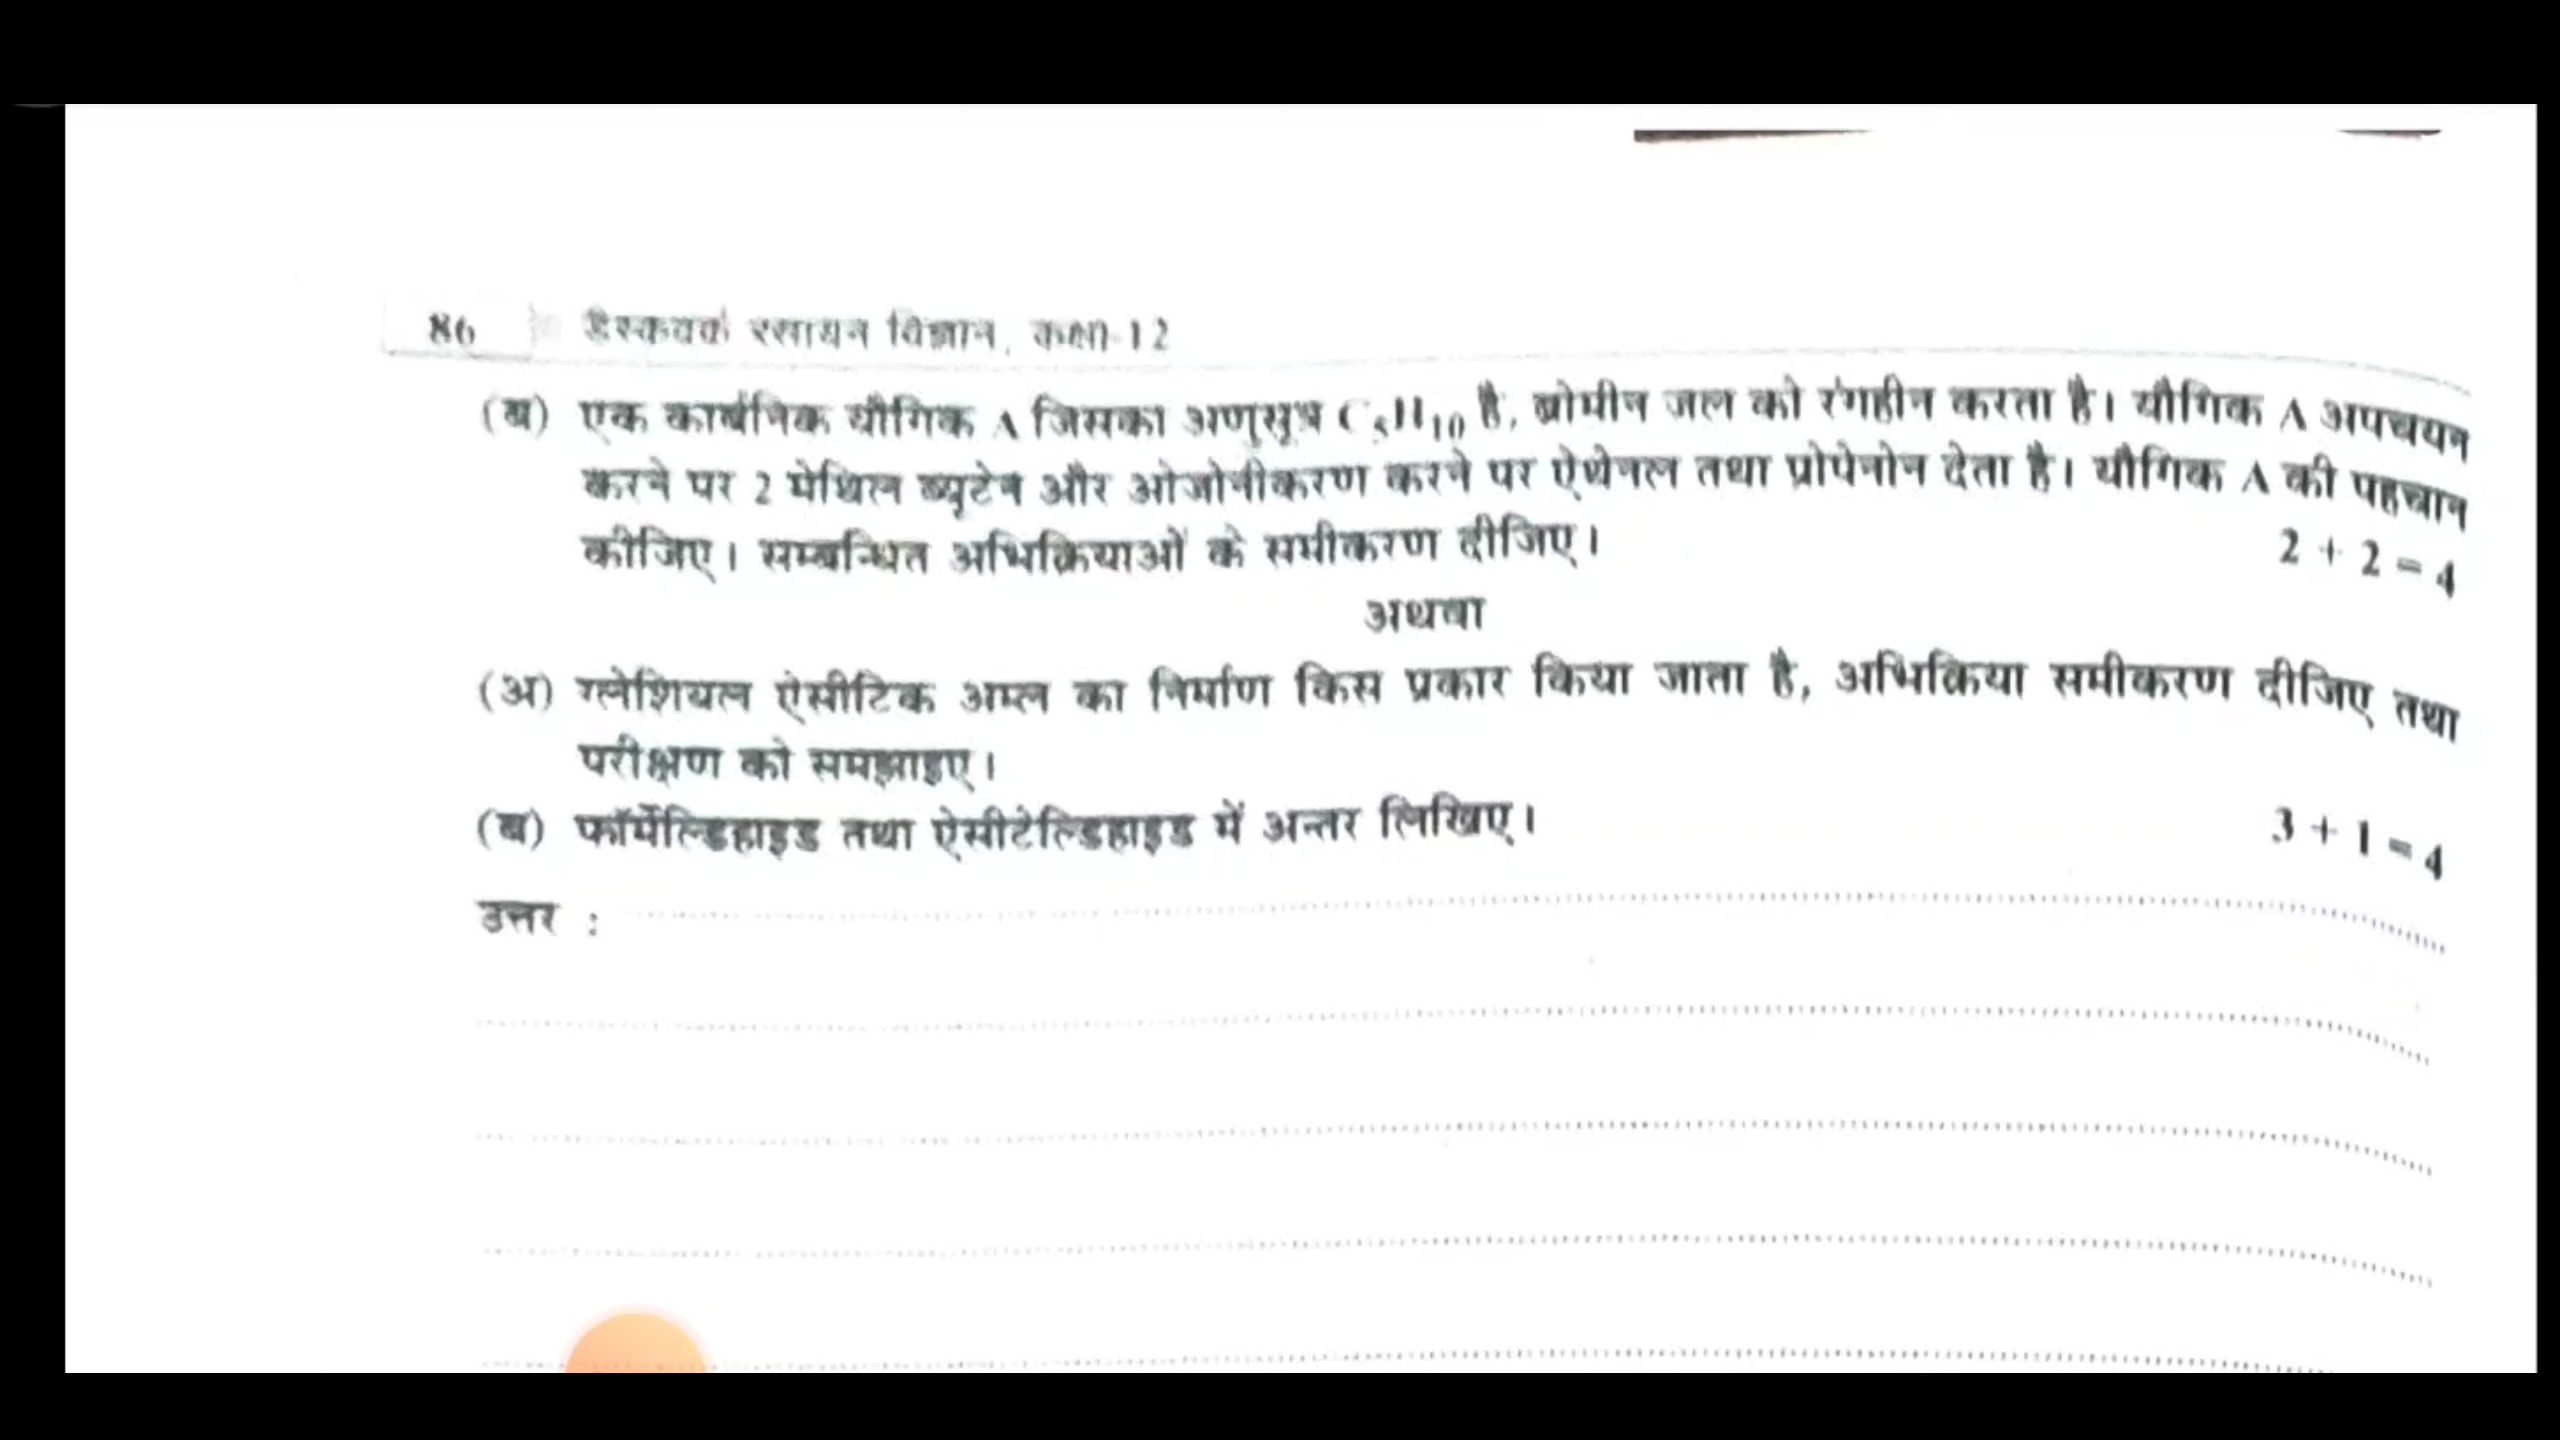 86 डेस्कवर्क रसायन विज्ञान, कक्षा-12
(ब) एक कार्बनिक यौगिक A जिसका अणुसूत्र C₅H₁₀ है, ब्रोमीन जल को रंगहीन करता है। यौगिक A अपचयन
करने पर 2 मेथिल ब्यूटेन और ओजोनीकरण करने पर ऐथेनल तथा प्रोपेनोन देता है। यौगिक A की पहचान
कीजिए। सम्बन्धित अभिक्रियाओं के समीकरण दीजिए। 2 + 2 = 4
अथवा
(अ) ग्लेशियल ऐसीटिक अम्ल का निर्माण किस प्रकार किया जाता है, अभिक्रिया समीकरण दीजिए तथा
परीक्षण को समझाइए।
(ब) फॉर्मेल्डिहाइड तथा ऐसीटेल्डिहाइड में अन्तर लिखिए। 3 + 1 = 4
उत्तर :